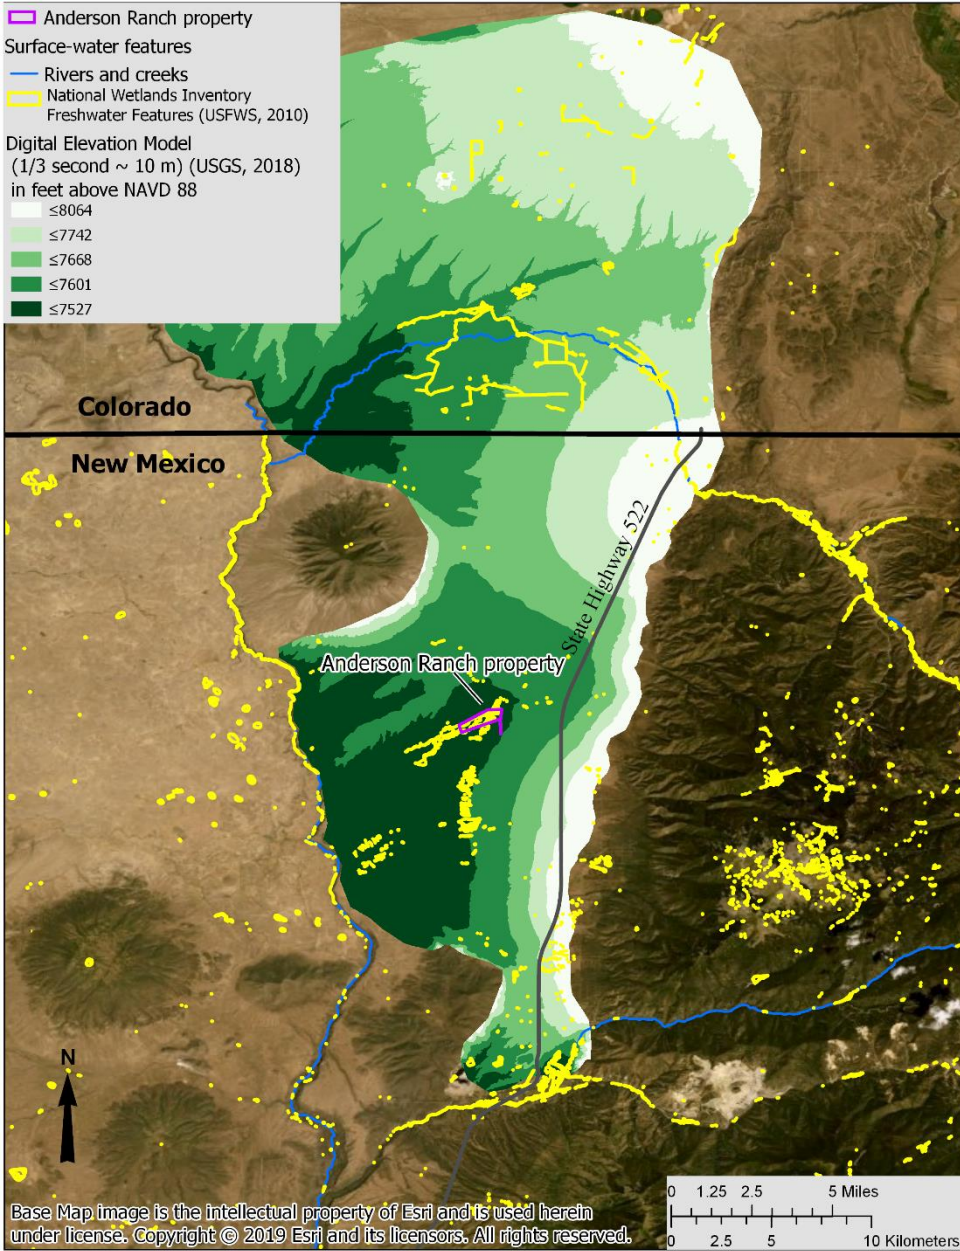 Anderson Ranch property
Surface-water features
Rivers and creeks
National Wetlands Inventory
Freshwater Features (USFWS, 2010)
Digital Elevation Model
(1/3 second ~ 10 m) (USGS, 2018)
in feet above NAVD 88
≤8064
≤7742
≤7668
≤7601
≤7527
Colorado
New Mexico
State Highway 522
Anderson Ranch property
N
0 1.25 2.5 5 Miles
0 2.5 5 10 Kilometers
Base Map image is the intellectual property of Esri and is used herein
under license. Copyright © 2019 Esri and its licensors. All rights reserved.